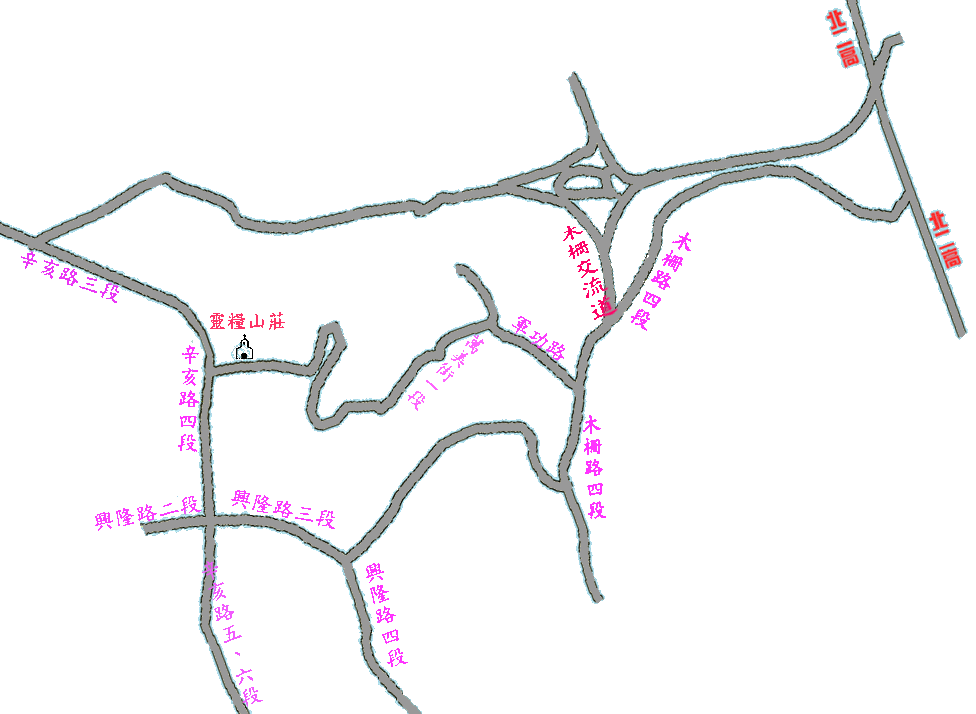 北二高
北二高
木柵交流道
木柵路四段
辛亥路三段
靈糧山莊
軍功路
萬美街一段
辛亥路四段
木柵路四段
興隆路二段
興隆路三段
辛亥路五、六段
興隆路四段